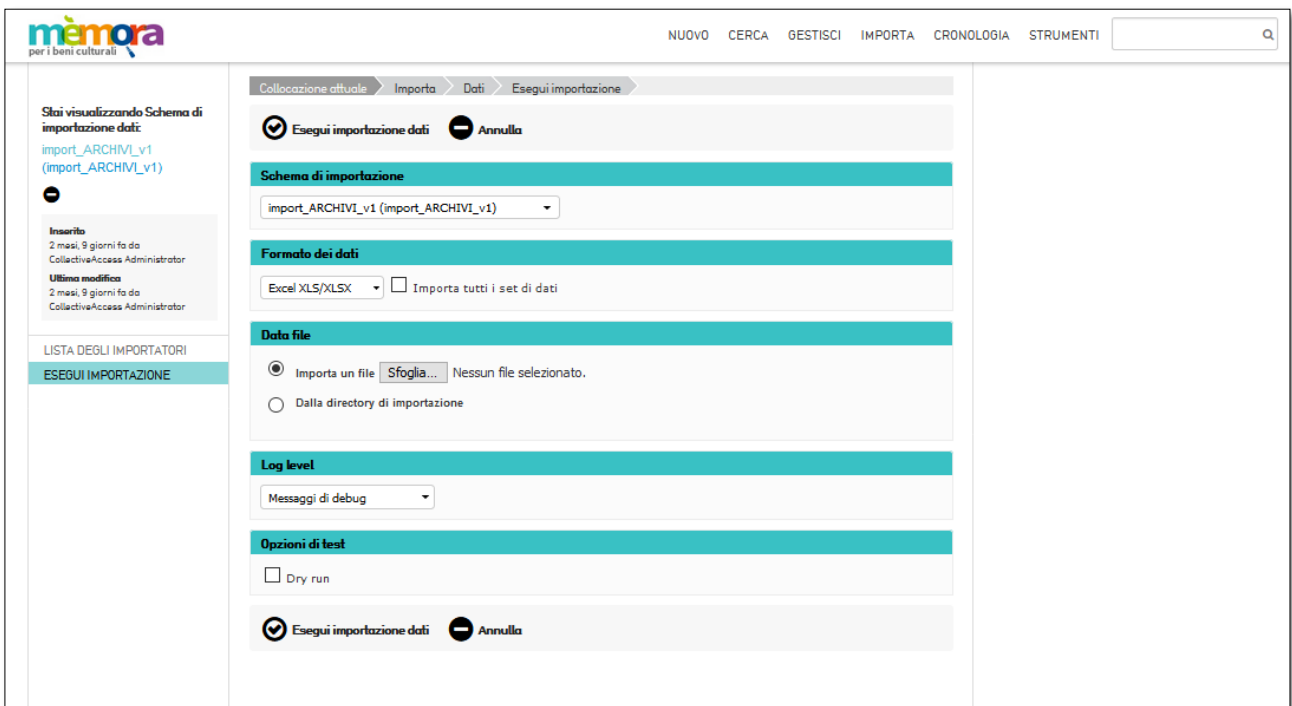 mèmora
per i beni culturali
NUOVO CERCA GESTISCI IMPORTA CRONOLOGIA STRUMENTI
Stai visualizzando Schema di
importazione dati:
import_ARCHIVI_v1
(import_ARCHIVI_v1)
Inserito
2 mesi, 9 giorni fa da
CollectiveAccess Administrator
Ultima modifica
2 mesi, 9 giorni fa da
CollectiveAccess Administrator
LISTA DEGLI IMPORTATORI
ESEGUI IMPORTAZIONE
Collocazione attuale Importa Dati Esegui importazione
Esegui importazione dati Annulla
Schema di importazione
import_ARCHIVI_v1 (import_ARCHIVI_v1)
Formato dei dati
Excel XLS/XLSX Importa tutti i set di dati
Data file
Importa un file Sfoglia... Nessun file selezionato.
Dalla directory di importazione
Log level
Messaggi di debug
Opzioni di test
Dry run
Esegui importazione dati Annulla